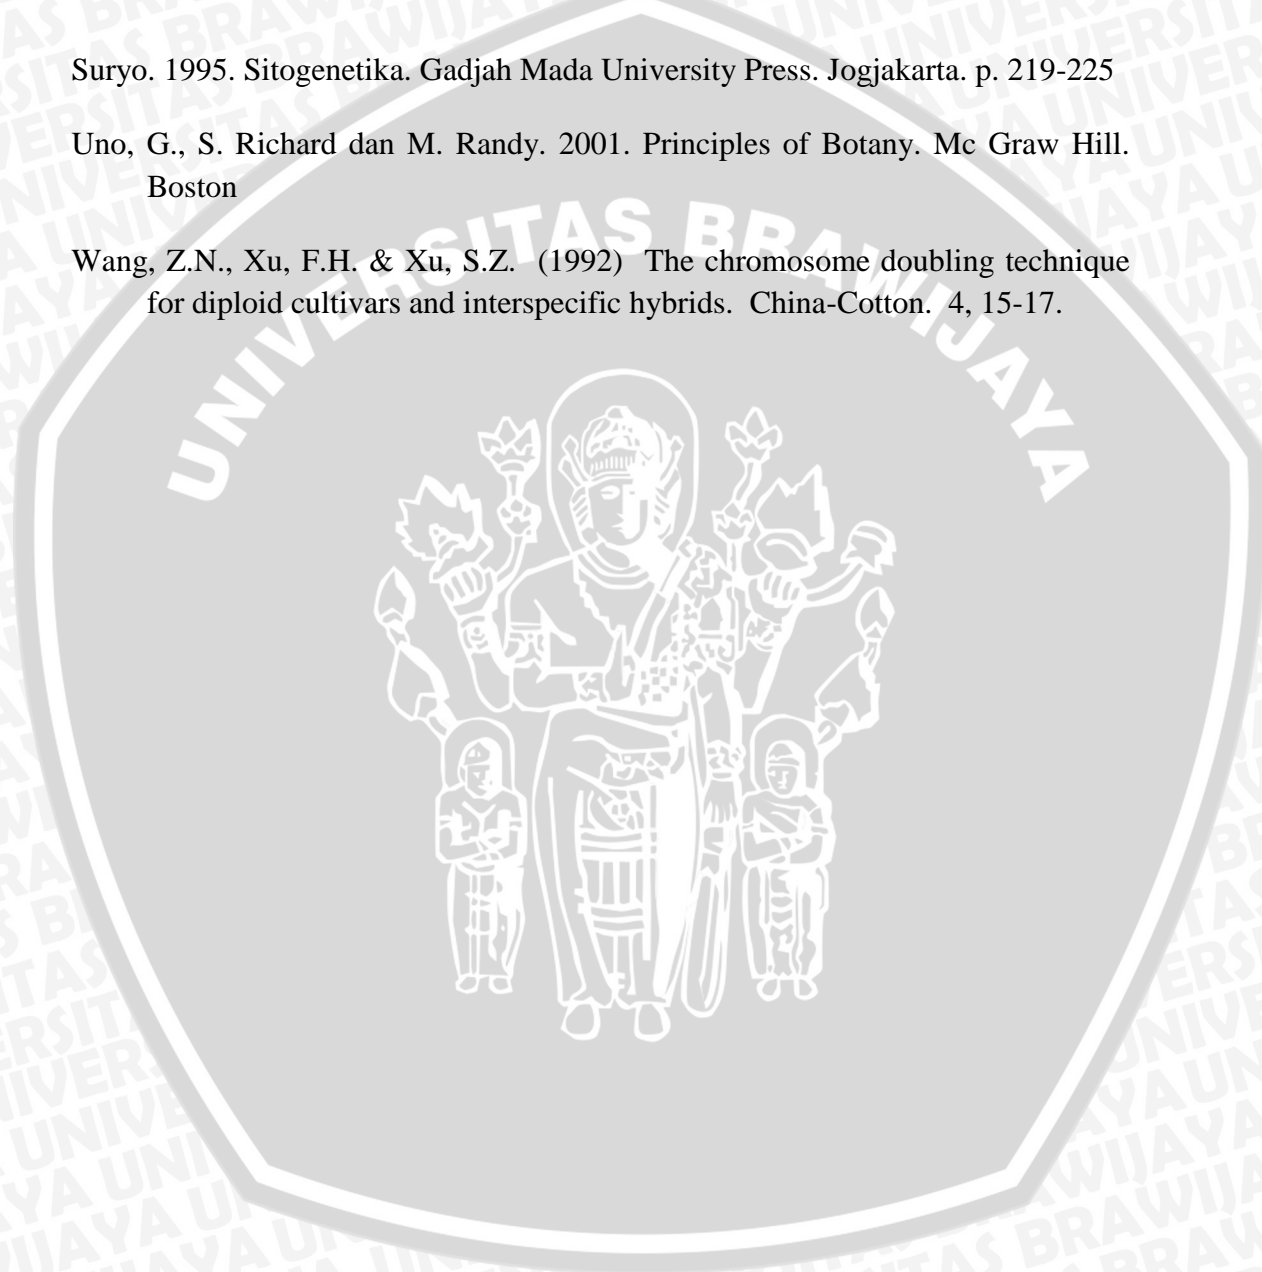 Suryo. 1995. Sitogenetika. Gadjah Mada University Press. Jogjakarta. p. 219-225
Uno, G., S. Richard dan M. Randy. 2001. Principles of Botany. Mc Graw Hill.
Boston
Wang, Z.N., Xu, F.H. & Xu, S.Z. (1992) The chromosome doubling technique
for diploid cultivars and interspecific hybrids. China-Cotton. 4, 15-17.
UNIVERSITAS BRAWIJAYA